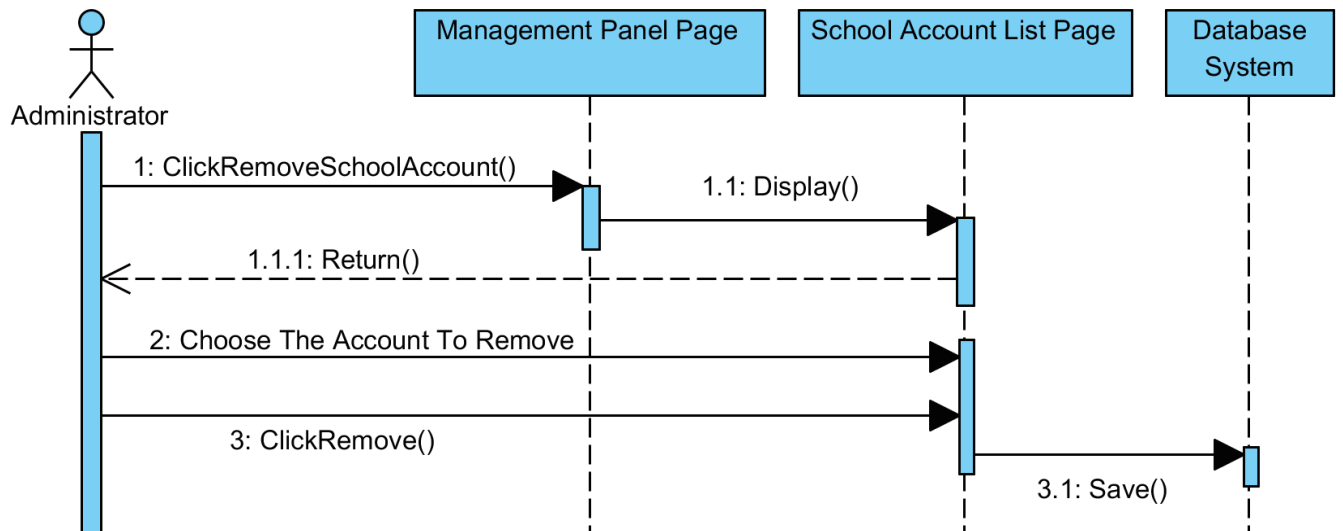 Management Panel Page
School Account List Page
Database
System
Administrator
1: ClickRemoveSchoolAccount()
1.1: Display()
1.1.1: Return()
2: Choose The Account To Remove
3: ClickRemove()
3.1: Save()